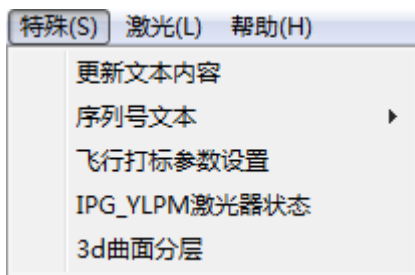 特殊(S) 激光(L) 帮助(H)
更新文本内容
序列号文本
飞行打标参数设置
IPG_YLPM激光器状态
3d曲面分层